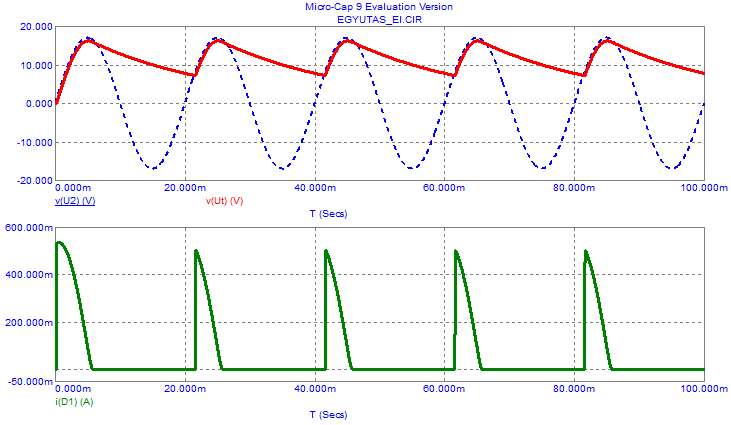 Micro-Cap 9 Evaluation Version
EGYUTAS_EI.CIR
20.000
10.000
0.000
-10.000
-20.000
0.000m 20.000m 40.000m 60.000m 80.000m 100.000m
v(U2) (V) v(Ut) (V)
T (Secs)
600.000m
400.000m
200.000m
-50.000m
0.000m 20.000m 40.000m 60.000m 80.000m 100.000m
i(D1) (A)
T (Secs)